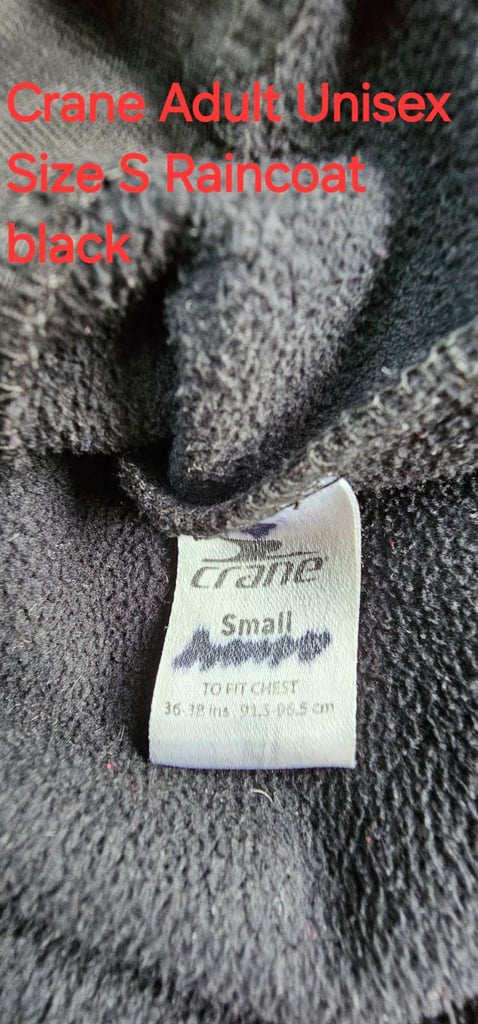 Crane Adult Unisex
Size S Raincoat
black
crane
Small
TO FIT CHEST
36-38 ins 91.5-96.5 cm